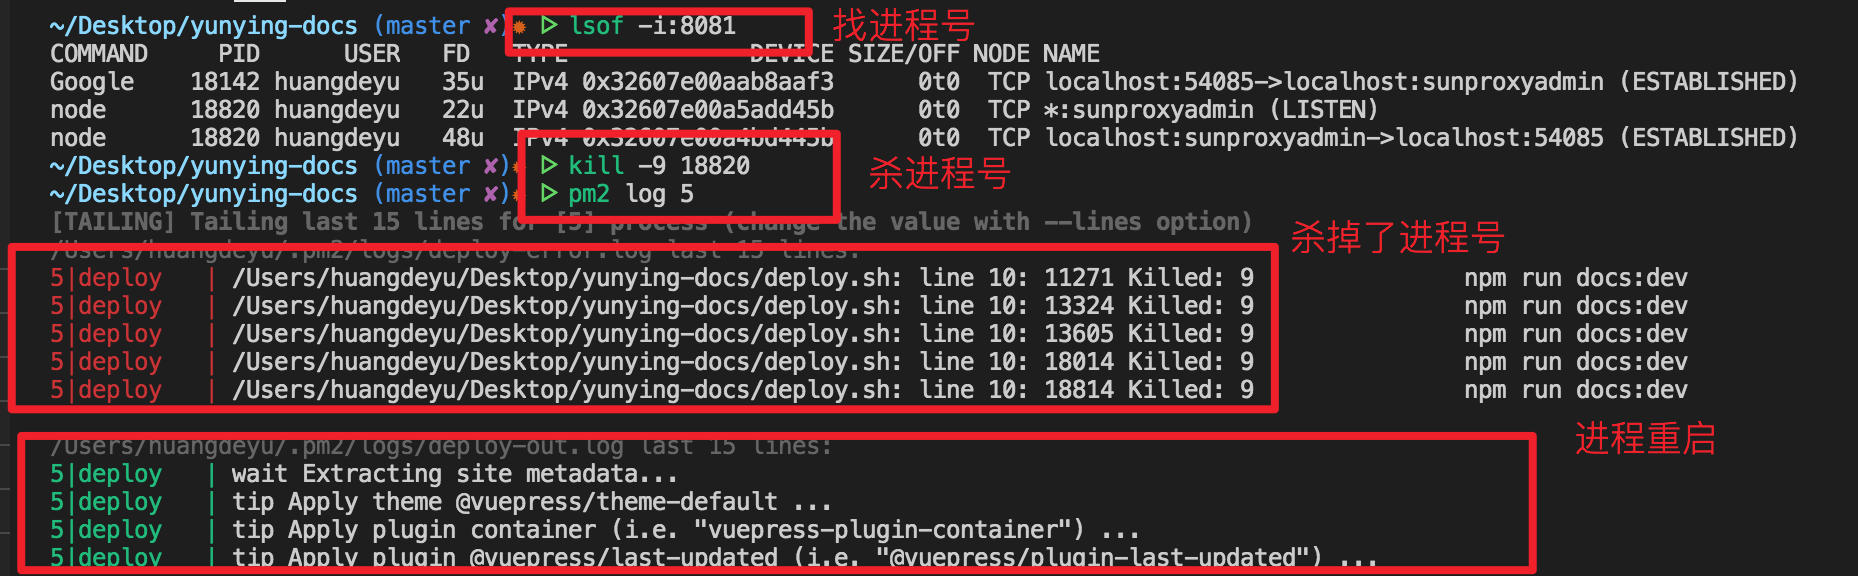 ~/Desktop/yunying-docs (master ✘)✹ ▷ lsof -i:8081 找进程号
COMMAND PID USER FD TYPE DEVICE SIZE/OFF NODE NAME
Google 18142 huangdeyu 35u IPv4 0x32607e00aab8aaf3 0t0 TCP localhost:54085->localhost:sunproxyadmin (ESTABLISHED)
node 18820 huangdeyu 22u IPv4 0x32607e00a5add45b 0t0 TCP *:sunproxyadmin (LISTEN)
node 18820 huangdeyu 48u IPv4 0x32607e00a4bd445b 0t0 TCP localhost:sunproxyadmin->localhost:54085 (ESTABLISHED)
~/Desktop/yunying-docs (master ✘)✹ ▷ kill -9 18820 杀进程号
~/Desktop/yunying-docs (master ✘)✹ ▷ pm2 log 5
[TAILING] Tailing last 15 lines for [5] process (change the value with --lines option)
杀掉了进程号
/Users/huangdeyu/.pm2/logs/deploy-error.log last 15 lines:
5|deploy | /Users/huangdeyu/Desktop/yunying-docs/deploy.sh: line 10: 11271 Killed: 9 npm run docs:dev
5|deploy | /Users/huangdeyu/Desktop/yunying-docs/deploy.sh: line 10: 13324 Killed: 9 npm run docs:dev
5|deploy | /Users/huangdeyu/Desktop/yunying-docs/deploy.sh: line 10: 13605 Killed: 9 npm run docs:dev
5|deploy | /Users/huangdeyu/Desktop/yunying-docs/deploy.sh: line 10: 18014 Killed: 9 npm run docs:dev
5|deploy | /Users/huangdeyu/Desktop/yunying-docs/deploy.sh: line 10: 18814 Killed: 9 npm run docs:dev
进程重启
/Users/huangdeyu/.pm2/logs/deploy-out.log last 15 lines:
5|deploy | wait Extracting site metadata...
5|deploy | tip Apply theme @vuepress/theme-default ...
5|deploy | tip Apply plugin container (i.e. "vuepress-plugin-container") ...
5|deploy | tip Apply plugin @vuepress/last-updated (i.e. "@vuepress/plugin-last-updated") ...